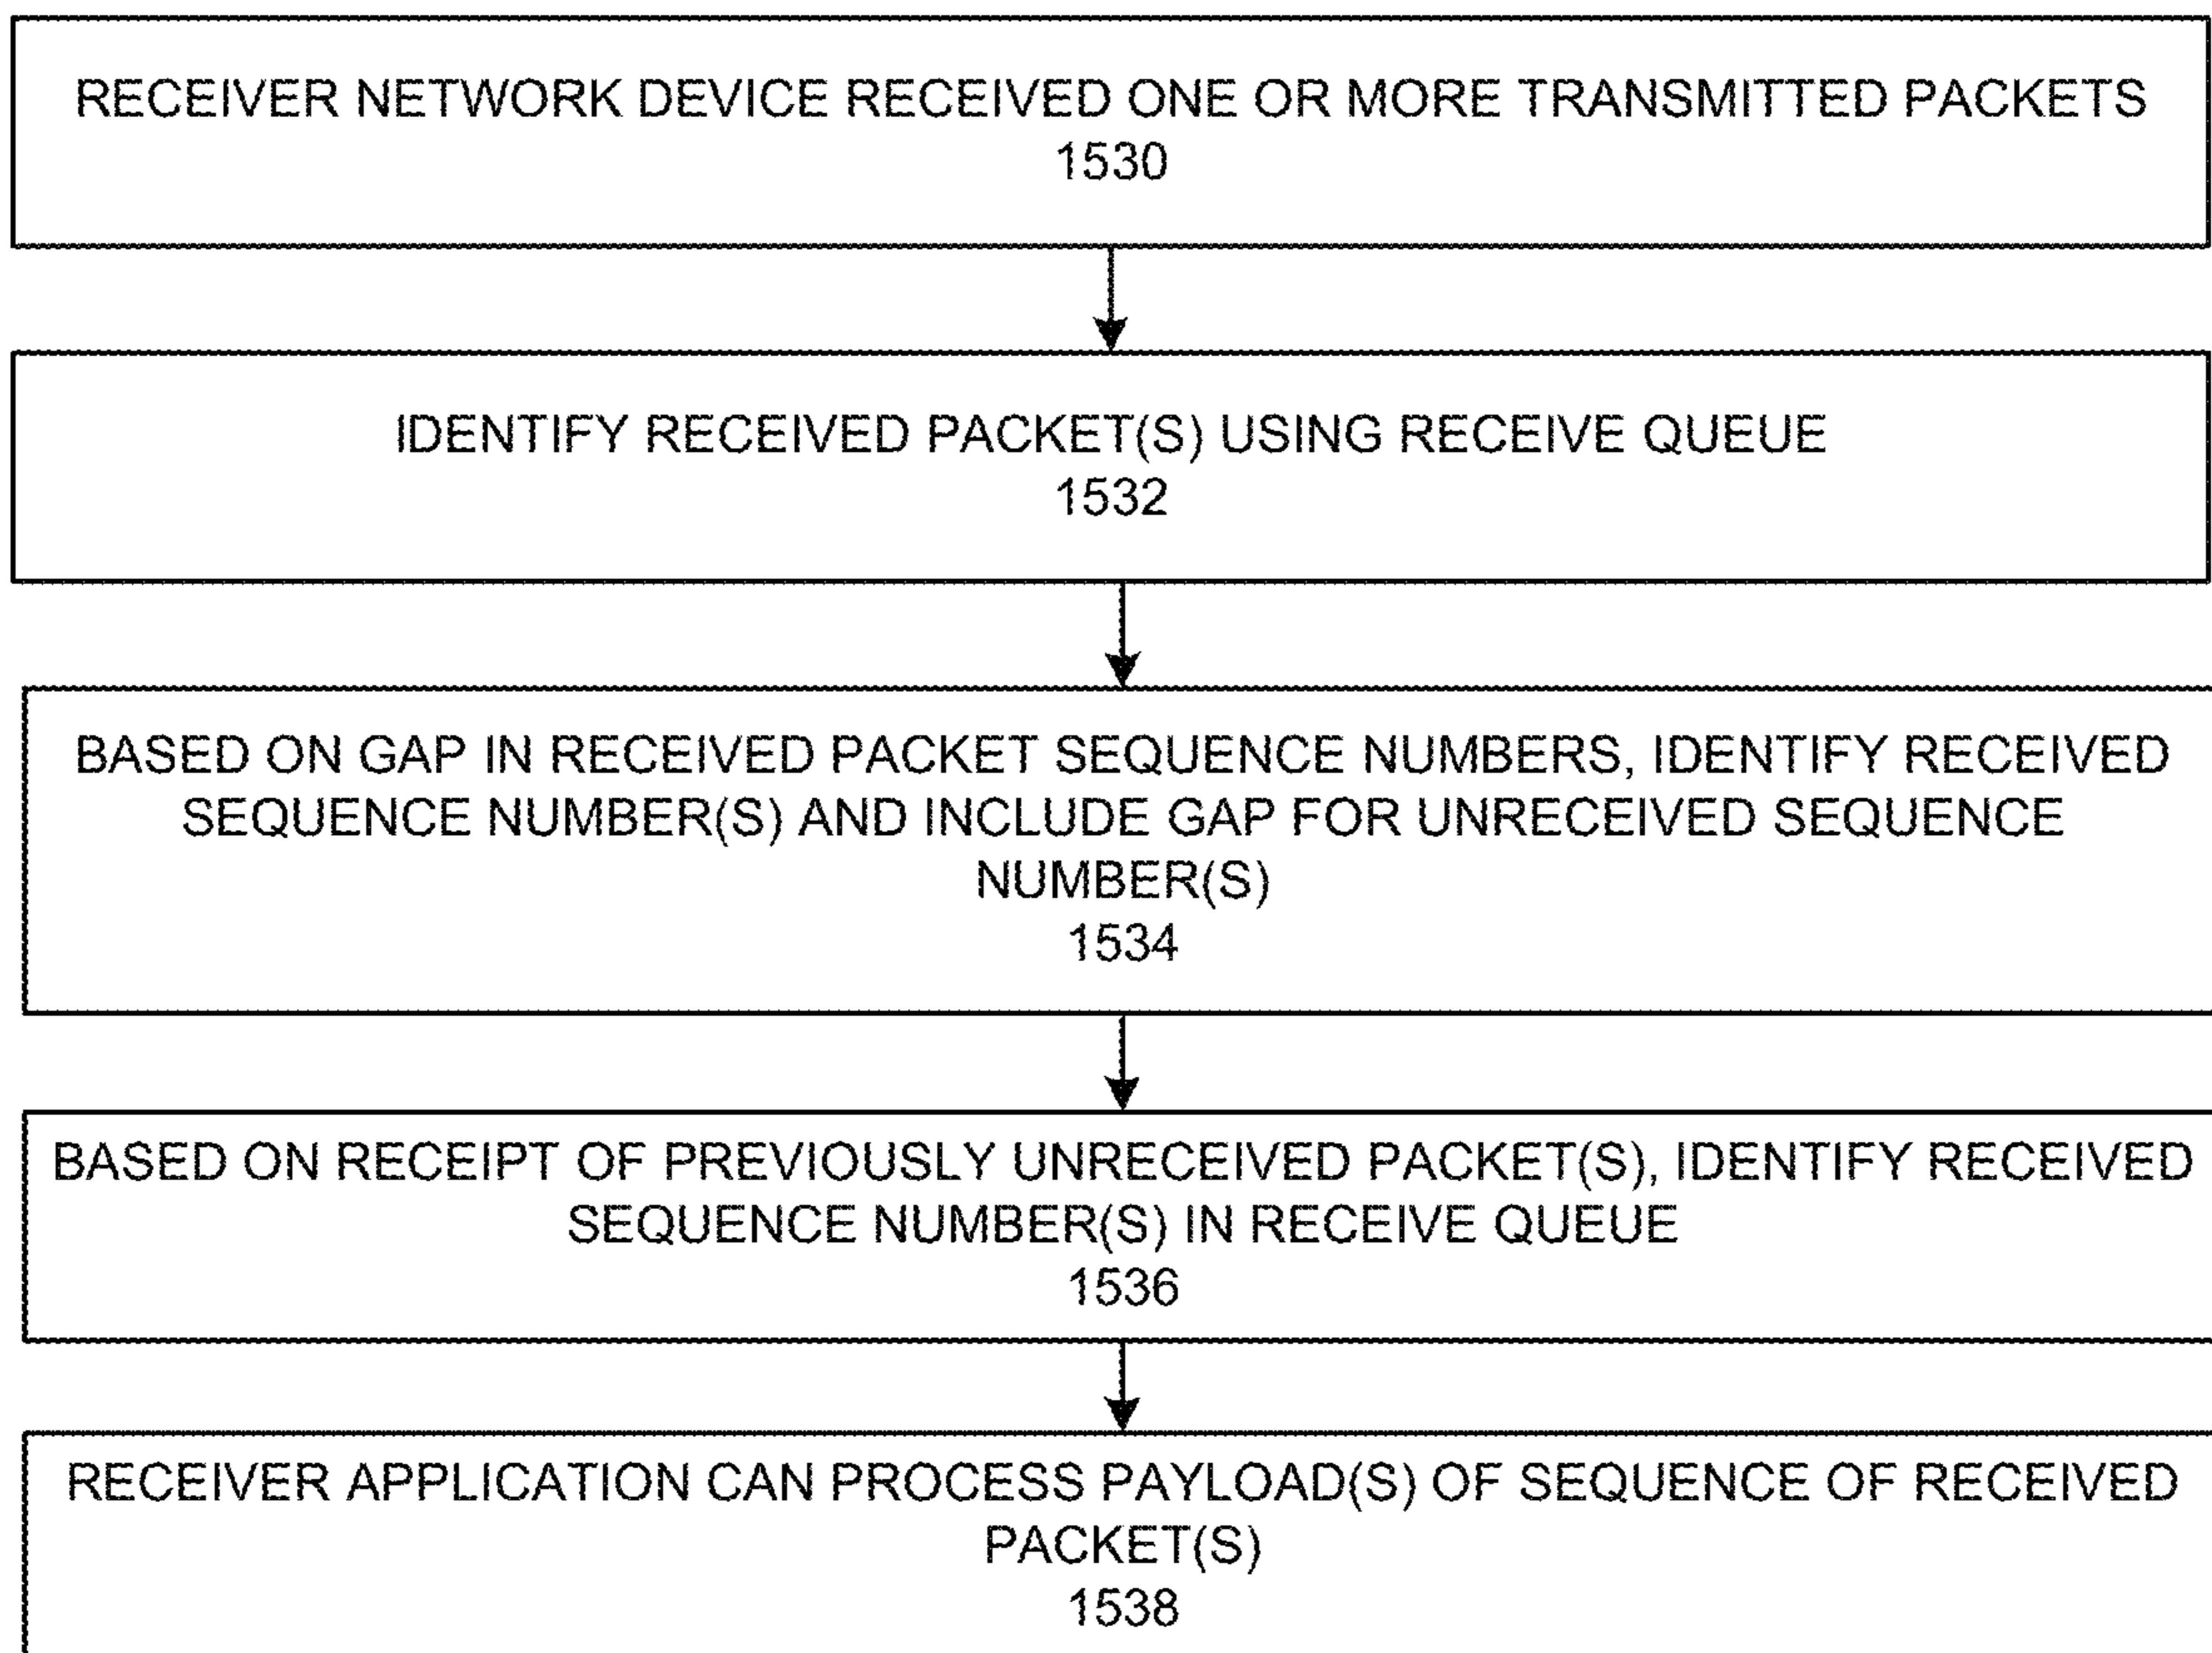 RECEIVER NETWORK DEVICE RECEIVED ONE OR MORE TRANSMITTED PACKETS
1530
IDENTIFY RECEIVED PACKET(S) USING RECEIVE QUEUE
1532
BASED ON GAP IN RECEIVED PACKET SEQUENCE NUMBERS, IDENTIFY RECEIVED
SEQUENCE NUMBER(S) AND INCLUDE GAP FOR UNRECEIVED SEQUENCE
NUMBER(S)
1534
BASED ON RECEIPT OF PREVIOUSLY UNRECEIVED PACKET(S), IDENTIFY RECEIVED
SEQUENCE NUMBER(S) IN RECEIVE QUEUE
1536
RECEIVER APPLICATION CAN PROCESS PAYLOAD(S) OF SEQUENCE OF RECEIVED
PACKET(S)
1538